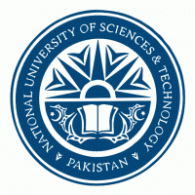 NATIONAL UNIVERSITY OF SCIENCES & TECHNOLOGY
PAKISTAN